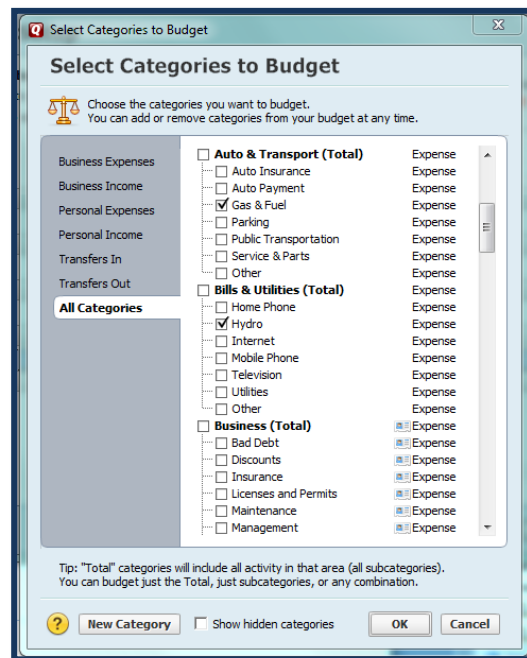 Select Categories to Budget
Select Categories to Budget
Choose the categories you want to budget.
You can add or remove categories from your budget at any time.
Business Expenses
Business Income
Personal Expenses
Personal Income
Transfers In
Transfers Out
All Categories
Auto & Transport (Total) Expense
Auto Insurance Expense
Auto Payment Expense
Gas & Fuel Expense
Parking Expense
Public Transportation Expense
Service & Parts Expense
Other Expense
Bills & Utilities (Total) Expense
Home Phone Expense
Hydro Expense
Internet Expense
Mobile Phone Expense
Television Expense
Utilities Expense
Other Expense
Business (Total) Expense
Bad Debt Expense
Discounts Expense
Insurance Expense
Licenses and Permits Expense
Maintenance Expense
Management Expense
Tip: "Total" categories will include all activity in that area (all subcategories).
You can budget just the Total, just subcategories, or any combination.
? New Category Show hidden categories OK Cancel